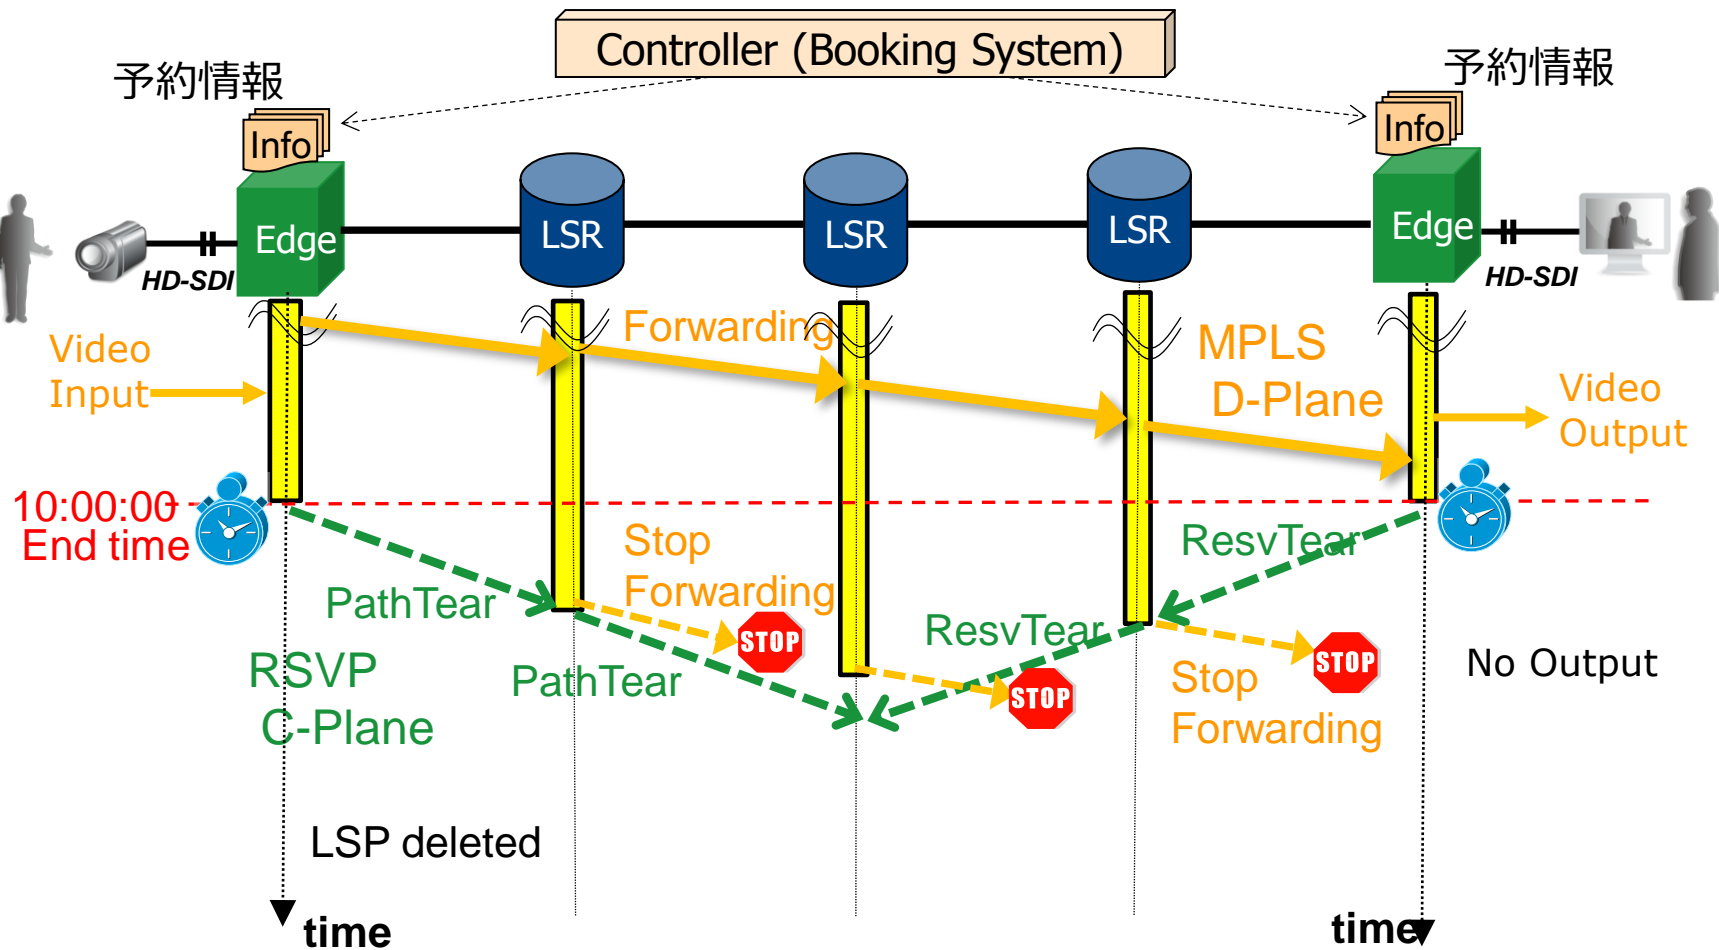 Controller (Booking System)
予約情報
予約情報
Info
Info
Edge
LSR
LSR
LSR
Edge
HD-SDI
HD-SDI
Forwarding
MPLS
D-Plane
Video
Input
Video
Output
10:00:00
End time
Stop
Forwarding
ResvTear
PathTear
STOP
ResvTear
RSVP
C-Plane
PathTear
STOP
STOP
Stop
Forwarding
No Output
LSP deleted
time
time